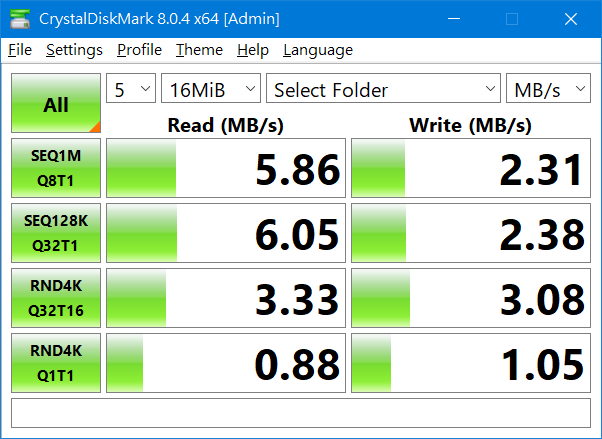 CrystalDiskMark 8.0.4 x64 [Admin]
File Settings Profile Theme Help Language
All 5 16MiB Select Folder MB/s
Read (MB/s) Write (MB/s)
SEQ1M
Q8T1 5.86 2.31
SEQ128K
Q32T1 6.05 2.38
RND4K
Q32T16 3.33 3.08
RND4K
Q1T1 0.88 1.05